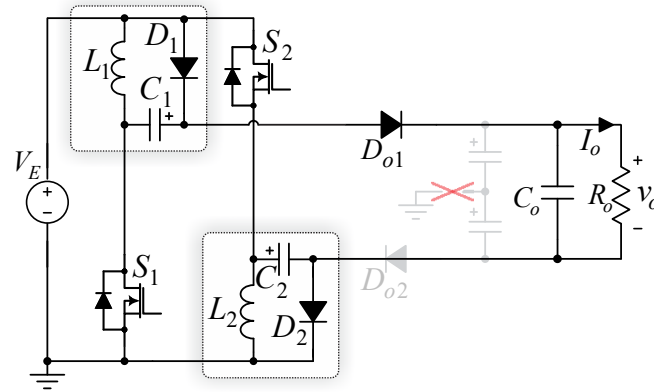 D1
S2
L1
C1
+
Do1
Io
VE
+
−
+
+
Co
Ro
+
vo
−
S1
+
C2
Do2
L2
D2